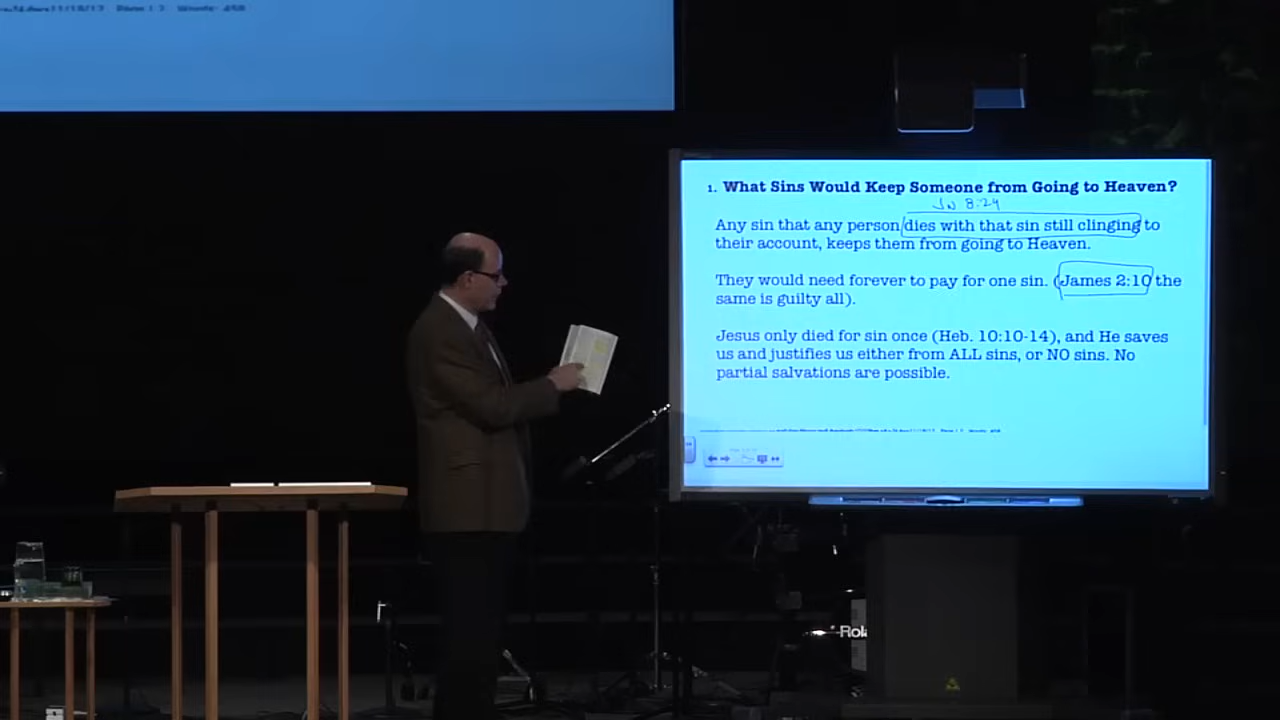 1. What Sins Would Keep Someone from Going to Heaven?
JN 8:24
Any sin that any person dies with that sin still clinging to
their account, keeps them from going to Heaven.
They would need forever to pay for one sin. (James 2:10 the
same is guilty all).
Jesus only died for sin once (Heb. 10:10-14), and He saves
us and justifies us either from ALL sins, or NO sins. No
partial salvations are possible.
Rola